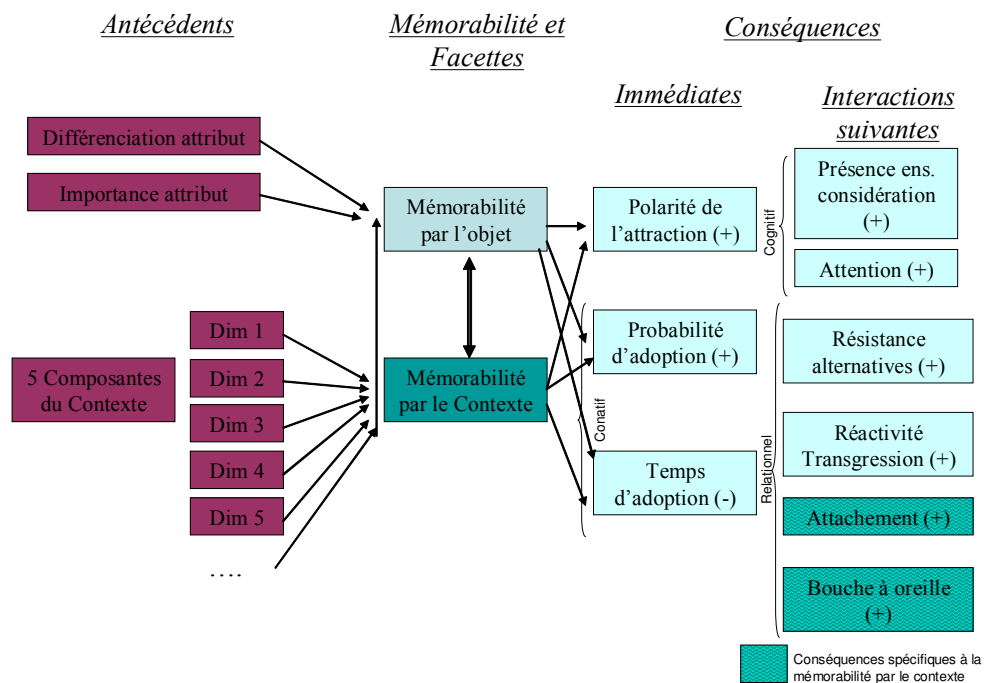 Antécédents
Mémorabilité et
Facettes
Conséquences
Immédiates
Interactions
suivantes
Différenciation attribut
Importance attribut
Mémorabilité
par l'objet
Polarité de
l'attraction (+)
Cognitif
Présence ens.
considération
(+)
Attention (+)
5 Composantes
du Contexte
Dim 1
Dim 2
Dim 3
Dim 4
Dim 5
….
Mémorabilité
par le Contexte
Conatif
Probabilité
d'adoption (+)
Temps
d'adoption (-)
Relationnel
Résistance
alternatives (+)
Réactivité
Transgression (+)
Attachement (+)
Bouche à oreille
(+)
Conséquences spécifiques à la
mémorabilité par le contexte